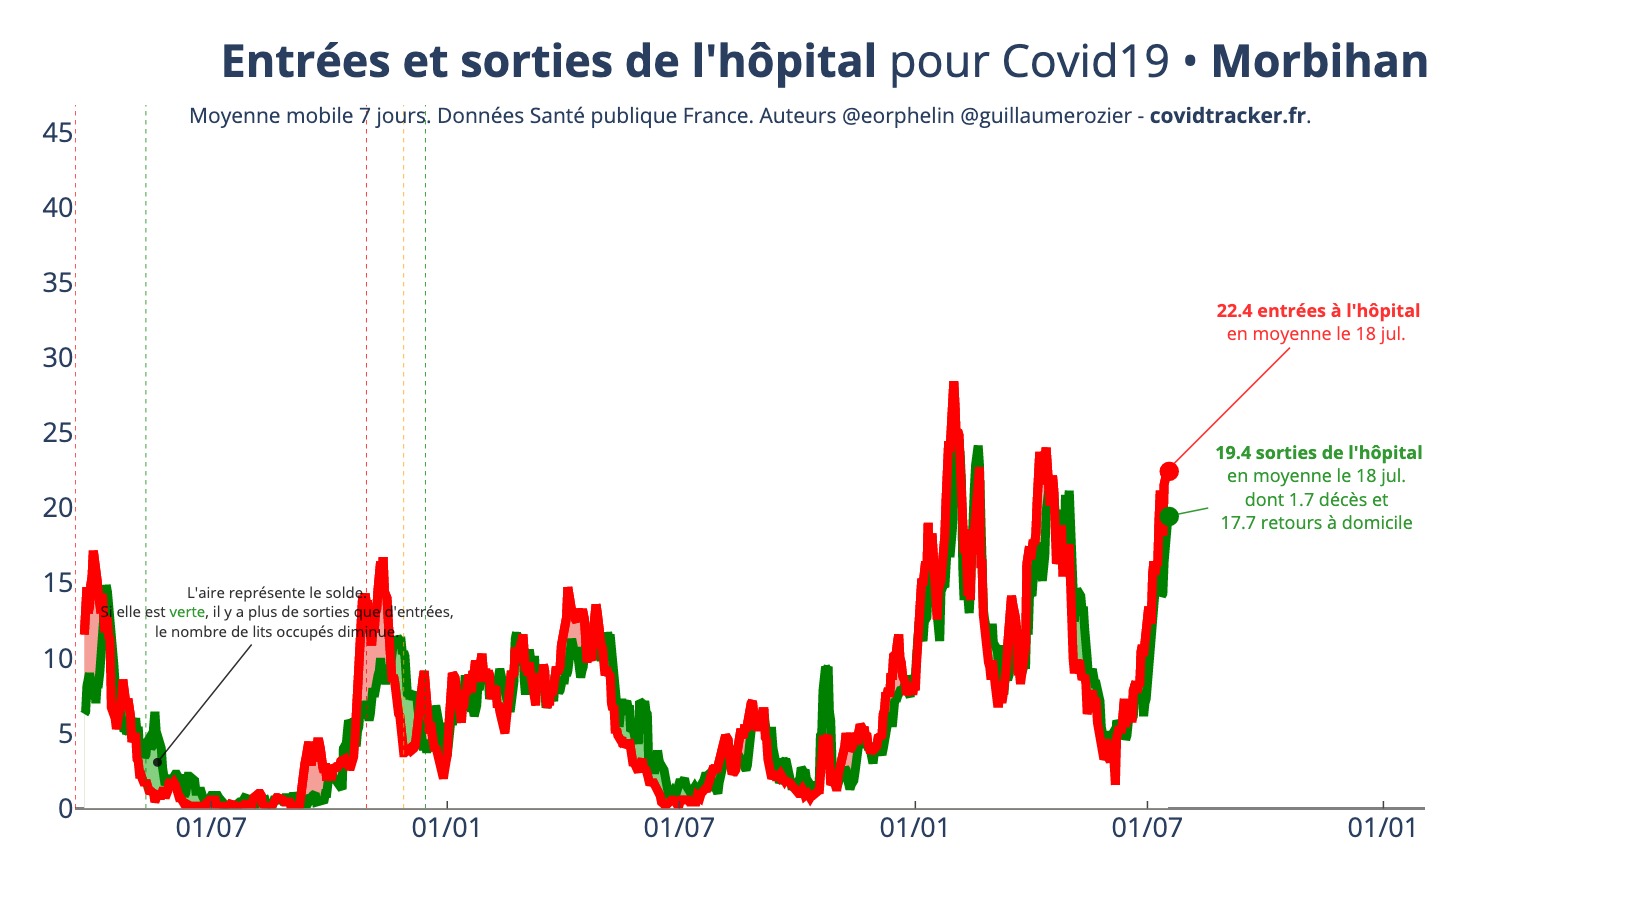 Entrées et sorties de l'hôpital pour Covid19 • Morbihan
Moyenne mobile 7 jours. Données Santé publique France. Auteurs @eorphelin @guillaumerozier - covidtracker.fr.
45
40
35
30
25
20
15
10
5
0
22.4 entrées à l'hôpital
en moyenne le 18 jul.
19.4 sorties de l'hôpital
en moyenne le 18 jul.
dont 1.7 décès et
17.7 retours à domicile
L'aire représente le solde.
Si elle est verte, il y a plus de sorties que d'entrées,
le nombre de lits occupés diminue.
01/07
01/01
01/07
01/01
01/07
01/01